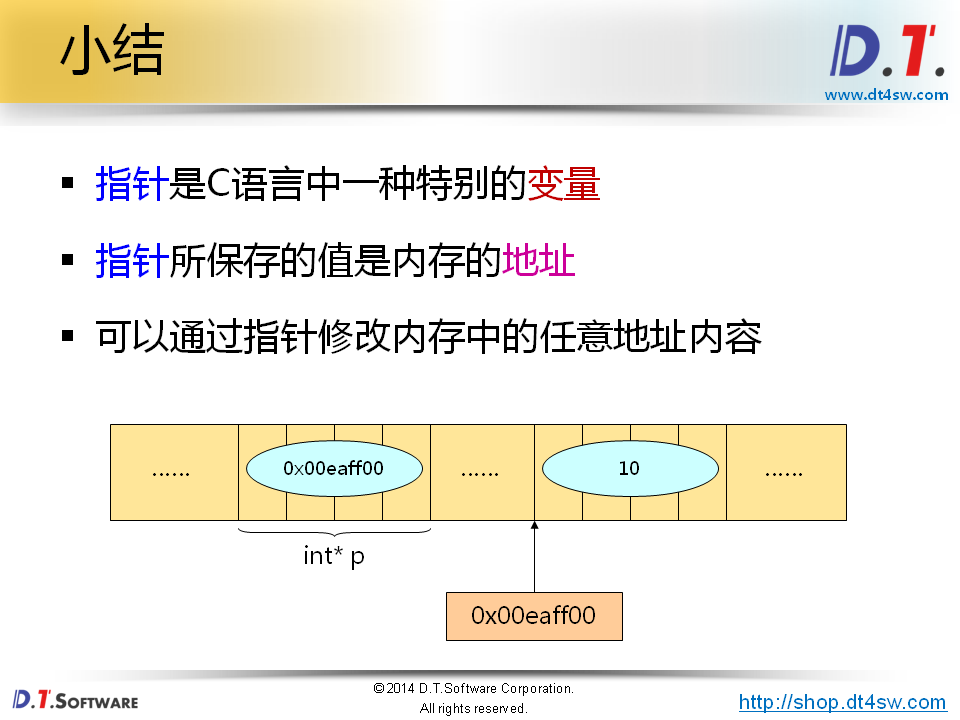 小结
D.T.
www.dt4sw.com
▪ 指针是C语言中一种特别的变量
▪ 指针所保存的值是内存的地址
▪ 可以通过指针修改内存中的任意地址内容
...... 0x00eaff00 ...... 10 ......
int* p
0x00eaff00
D.T.SOFTWARE
©2014 D.T.Software Corporation.
All rights reserved.
http://shop.dt4sw.com